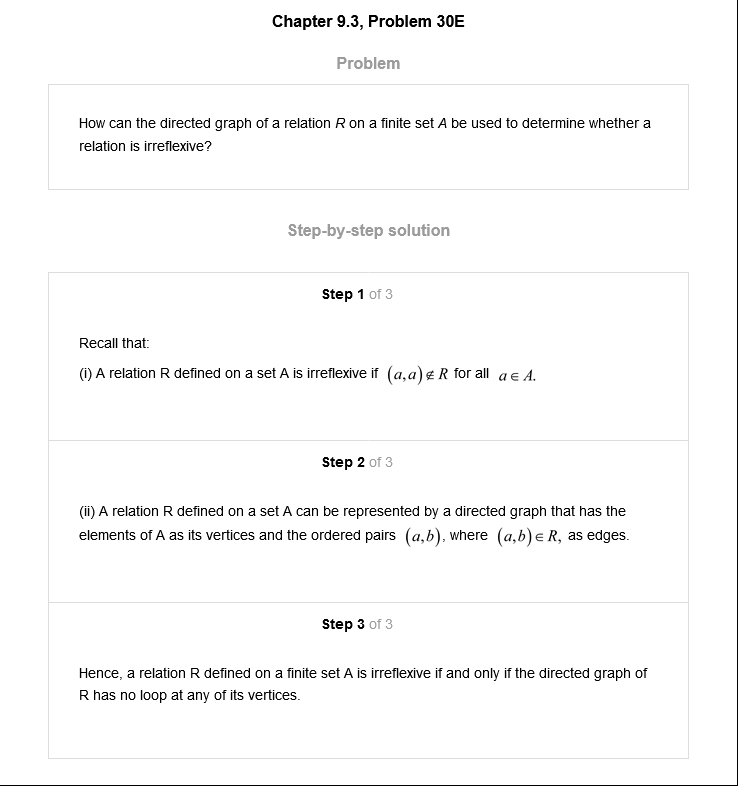 Chapter 9.3, Problem 30E
Problem
How can the directed graph of a relation R on a finite set A be used to determine whether a
relation is irreflexive?
Step-by-step solution
Step 1 of 3
Recall that:
(i) A relation R defined on a set A is irreflexive if (a,a)∉R for all a∈A.
Step 2 of 3
(ii) A relation R defined on a set A can be represented by a directed graph that has the
elements of A as its vertices and the ordered pairs (a,b), where (a,b)∈R, as edges.
Step 3 of 3
Hence, a relation R defined on a finite set A is irreflexive if and only if the directed graph of
R has no loop at any of its vertices.